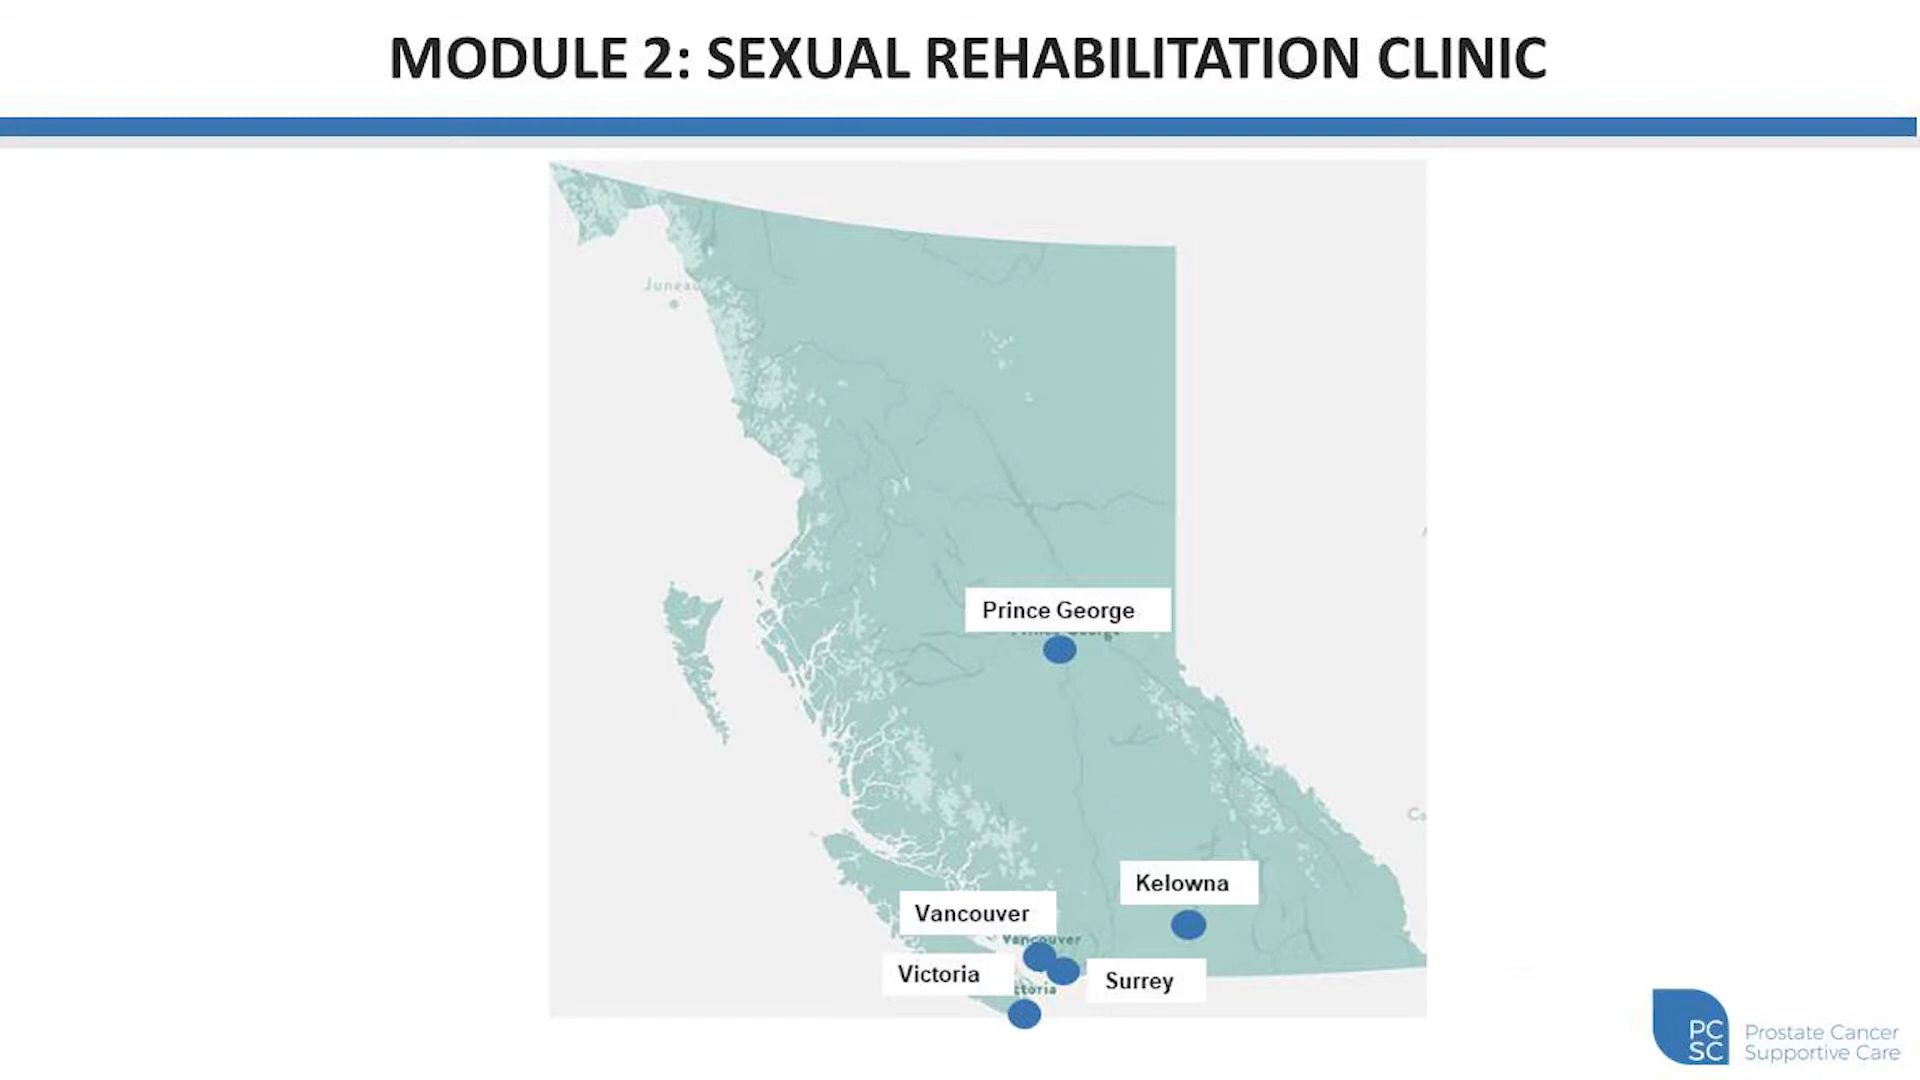 MODULE 2: SEXUAL REHABILITATION CLINIC
Juneau
Prince George
Kelowna
Vancouver
Vancouver
Victoria
Surrey
PC
SC
Prostate Cancer
Supportive Care